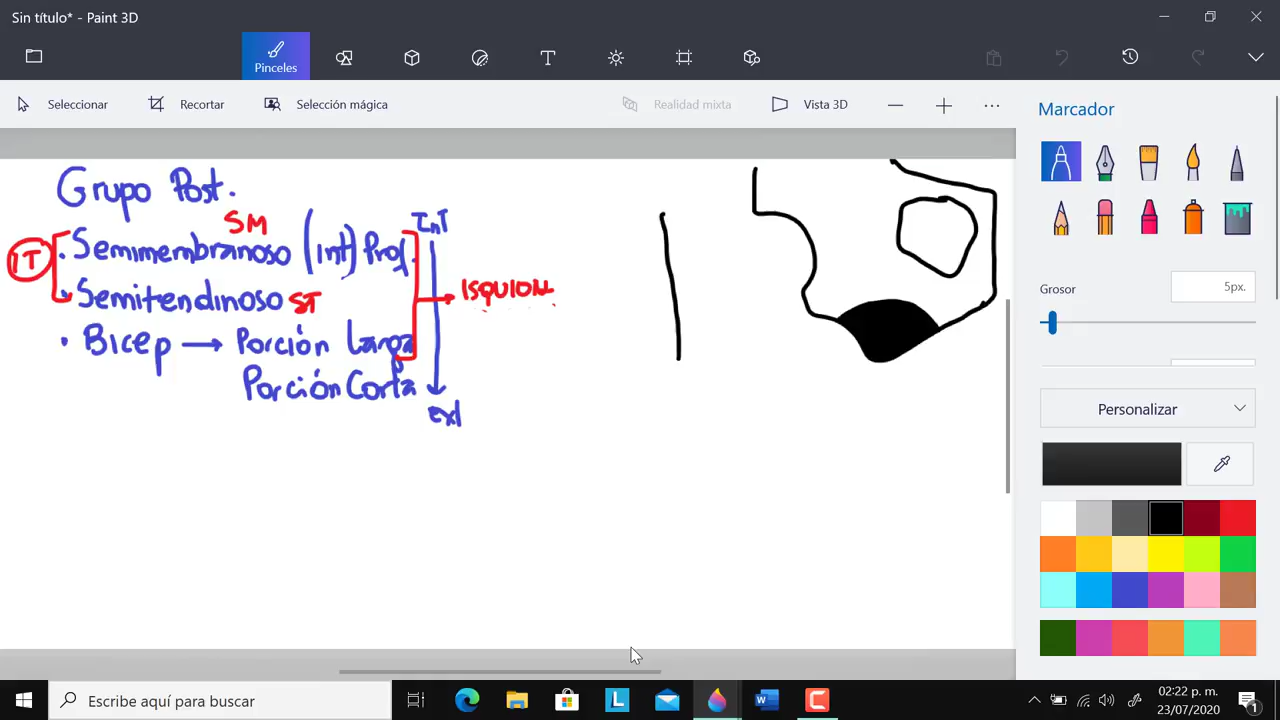 Sin título* - Paint 3D
Pinceles
Seleccionar
Recortar
Selección mágica
Realidad mixta
Vista 3D
Marcador
Grosor
5px.
Personalizar
Grupo Post.
SM
InT
IT
. Semimembranoso (Int) Prof.
. Semitendinoso ST
ISQUION
. Bicep → Porción Larga
Porción Corta
ext
Escribe aquí para buscar
02:22 p. m.
23/07/2020
1